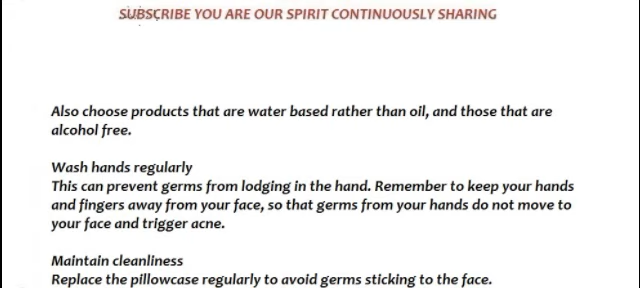 SUBSCRIBE YOU ARE OUR SPIRIT CONTINUOUSLY SHARING
Also choose products that are water based rather than oil, and those that are
alcohol free.
Wash hands regularly
This can prevent germs from lodging in the hand. Remember to keep your hands
and fingers away from your face, so that germs from your hands do not move to
your face and trigger acne.
Maintain cleanliness
Replace the pillowcase regularly to avoid germs sticking to the face.